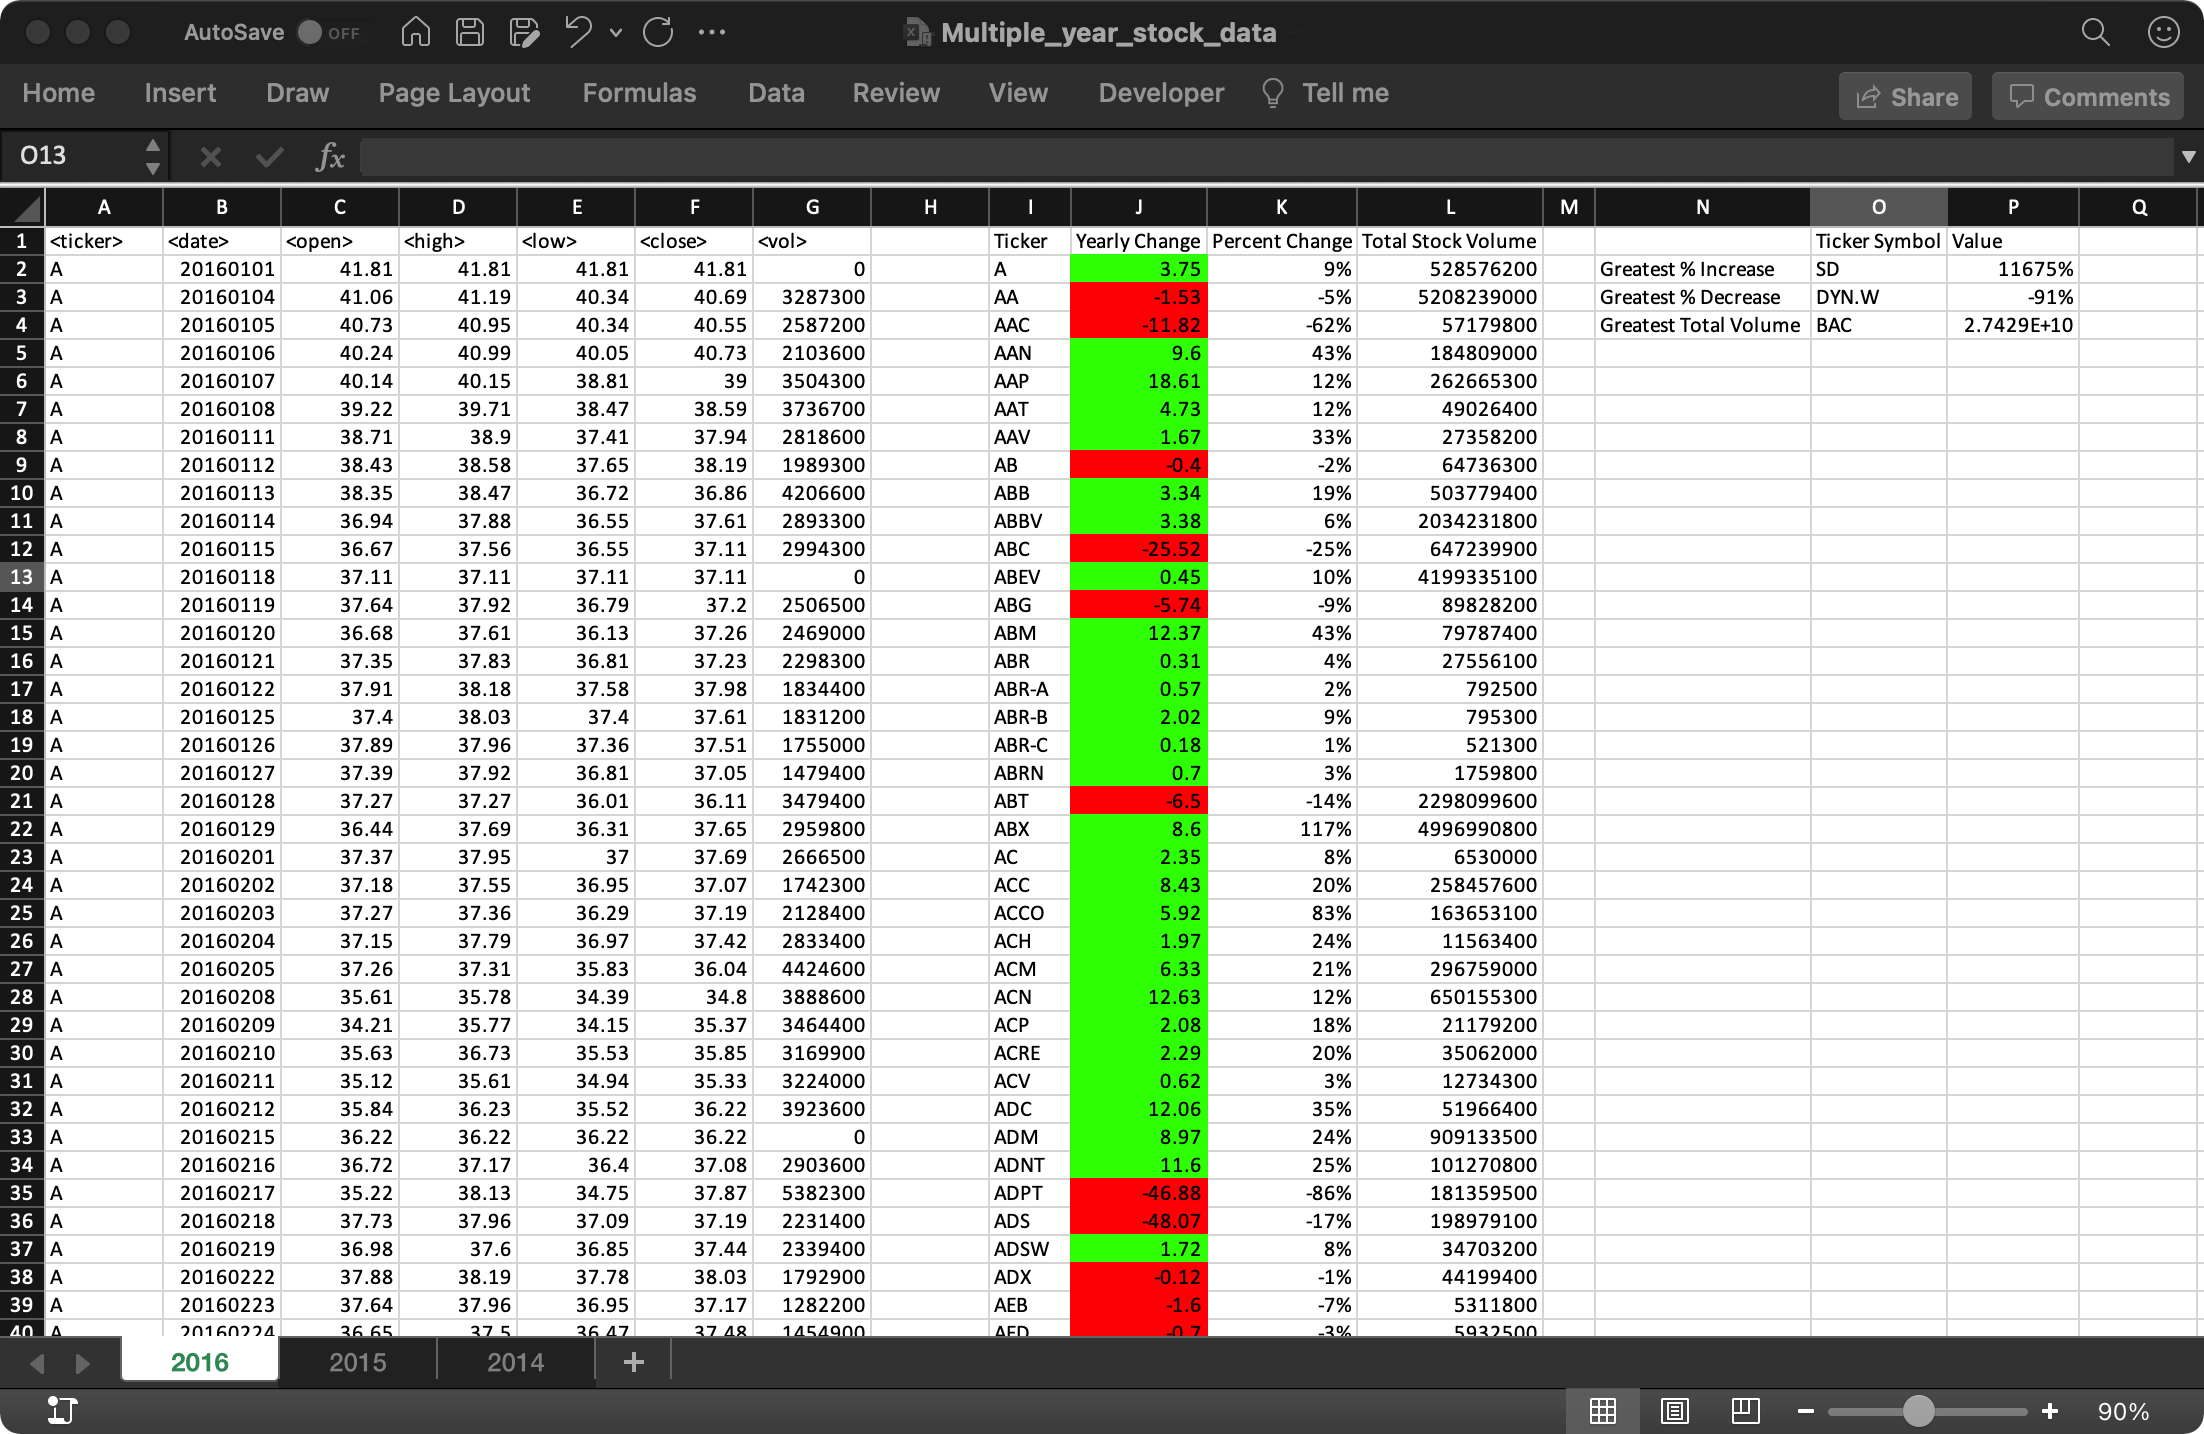 AutoSave OFF Multiple_year_stock_data
Home Insert Draw Page Layout Formulas Data Review View Developer Tell me Share Comments
O13 fx
A B C D E F G H I J K L M N O P Q
1 <ticker> <date> <open> <high> <low> <close> <vol> Ticker Yearly Change Percent Change Total Stock Volume Ticker Symbol Value
2 A 20160101 41.81 41.81 41.81 41.81 0 A 3.75 9% 528576200 Greatest % Increase SD 11675%
3 A 20160104 41.06 41.19 40.34 40.69 3287300 AA -1.53 -5% 5208239000 Greatest % Decrease DYN.W -91%
4 A 20160105 40.73 40.95 40.34 40.55 2587200 AAC -11.82 -62% 57179800 Greatest Total Volume BAC 2.7429E+10
5 A 20160106 40.24 40.99 40.05 40.73 2103600 AAN 9.6 43% 184809000
6 A 20160107 40.14 40.15 38.81 39 3504300 AAP 18.61 12% 262665300
7 A 20160108 39.22 39.71 38.47 38.59 3736700 AAT 4.73 12% 49026400
8 A 20160111 38.71 38.9 37.41 37.94 2818600 AAV 1.67 33% 27358200
9 A 20160112 38.43 38.58 37.65 38.19 1989300 AB -0.4 -2% 64736300
10 A 20160113 38.35 38.47 36.72 36.86 4206600 ABB 3.34 19% 503779400
11 A 20160114 36.94 37.88 36.55 37.61 2893300 ABBV 3.38 6% 2034231800
12 A 20160115 36.67 37.56 36.55 37.11 2994300 ABC -25.52 -25% 647239900
13 A 20160118 37.11 37.11 37.11 37.11 0 ABEV 0.45 10% 4199335100
14 A 20160119 37.64 37.92 36.79 37.2 2506500 ABG -5.74 -9% 89828200
15 A 20160120 36.68 37.61 36.13 37.26 2469000 ABM 12.37 43% 79787400
16 A 20160121 37.35 37.83 36.81 37.23 2298300 ABR 0.31 4% 27556100
17 A 20160122 37.91 38.18 37.58 37.98 1834400 ABR-A 0.57 2% 792500
18 A 20160125 37.4 38.03 37.4 37.61 1831200 ABR-B 2.02 9% 795300
19 A 20160126 37.89 37.96 37.36 37.51 1755000 ABR-C 0.18 1% 521300
20 A 20160127 37.39 37.92 36.81 37.05 1479400 ABRN 0.7 3% 1759800
21 A 20160128 37.27 37.27 36.01 36.11 3479400 ABT -6.5 -14% 2298099600
22 A 20160129 36.44 37.69 36.31 37.65 2959800 ABX 8.6 117% 4996990800
23 A 20160201 37.37 37.95 37 37.69 2666500 AC 2.35 8% 6530000
24 A 20160202 37.18 37.55 36.95 37.07 1742300 ACC 8.43 20% 258457600
25 A 20160203 37.27 37.36 36.29 37.19 2128400 ACCO 5.92 83% 163653100
26 A 20160204 37.15 37.79 36.97 37.42 2833400 ACH 1.97 24% 11563400
27 A 20160205 37.26 37.31 35.83 36.04 4424600 ACM 6.33 21% 296759000
28 A 20160208 35.61 35.78 34.39 34.8 3888600 ACN 12.63 12% 650155300
29 A 20160209 34.21 35.77 34.15 35.37 3464400 ACP 2.08 18% 21179200
30 A 20160210 35.63 36.73 35.53 35.85 3169900 ACRE 2.29 20% 35062000
31 A 20160211 35.12 35.61 34.94 35.33 3224000 ACV 0.62 3% 12734300
32 A 20160212 35.84 36.23 35.52 36.22 3923600 ADC 12.06 35% 51966400
33 A 20160215 36.22 36.22 36.22 36.22 0 ADM 8.97 24% 909133500
34 A 20160216 36.72 37.17 36.4 37.08 2903600 ADNT 11.6 25% 101270800
35 A 20160217 35.22 38.13 34.75 37.87 5382300 ADPT -46.88 -86% 181359500
36 A 20160218 37.73 37.96 37.09 37.19 2231400 ADS -48.07 -17% 198979100
37 A 20160219 36.98 37.6 36.85 37.44 2339400 ADSW 1.72 8% 34703200
38 A 20160222 37.88 38.19 37.78 38.03 1792900 ADX -0.12 -1% 44199400
39 A 20160223 37.64 37.96 36.95 37.17 1282200 AEB -1.6 -7% 5311800
40 A 20160224 36.65 37.5 36.47 37.48 1454900 AED -0.7 -3% 5932500
2016 2015 2014
90%